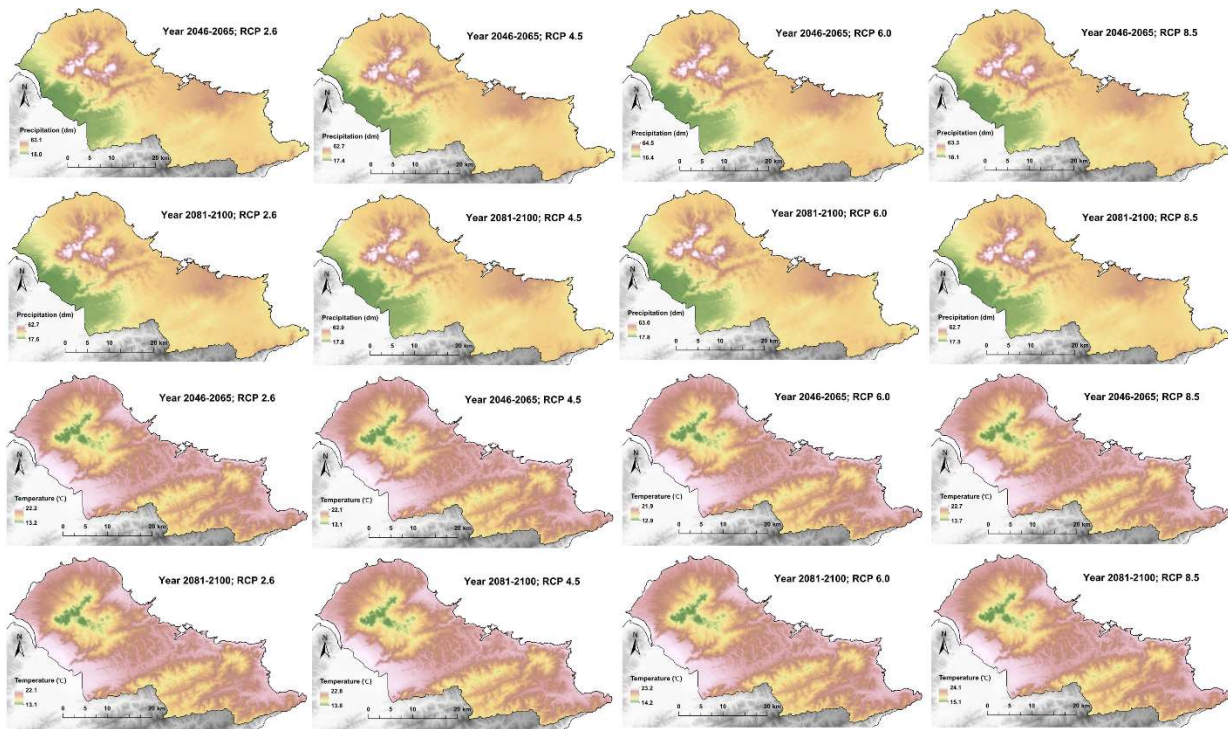 Year 2046-2065; RCP 2.6
N
Precipitation (dm)
63.1
18.0
0 5 10 20 km
Year 2046-2065; RCP 4.5
N
Precipitation (dm)
62.7
17.4
0 5 10 20 km
Year 2046-2065; RCP 6.0
N
Precipitation (dm)
64.5
16.4
0 5 10 20 km
Year 2046-2065; RCP 8.5
N
Precipitation (dm)
63.3
18.1
0 5 10 20 km
Year 2081-2100; RCP 2.6
N
Precipitation (dm)
62.7
17.6
0 5 10 20 km
Year 2081-2100; RCP 4.5
N
Precipitation (dm)
62.9
17.8
0 5 10 20 km
Year 2081-2100; RCP 6.0
N
Precipitation (dm)
63.6
17.8
0 5 10 20 km
Year 2081-2100; RCP 8.5
N
Precipitation (dm)
62.7
17.5
0 5 10 20 km
Year 2046-2065; RCP 2.6
N
Temperature (℃)
22.2
13.2
0 5 10 20 km
Year 2046-2065; RCP 4.5
N
Temperature (℃)
22.1
13.1
0 5 10 20 km
Year 2046-2065; RCP 6.0
N
Temperature (℃)
21.9
12.9
0 5 10 20 km
Year 2046-2065; RCP 8.5
N
Temperature (℃)
22.7
13.7
0 5 10 20 km
Year 2081-2100; RCP 2.6
N
Temperature (℃)
22.1
13.1
0 5 10 20 km
Year 2081-2100; RCP 4.5
N
Temperature (℃)
22.8
13.8
0 5 10 20 km
Year 2081-2100; RCP 6.0
N
Temperature (℃)
23.2
14.2
0 5 10 20 km
Year 2081-2100; RCP 8.5
N
Temperature (℃)
24.1
15.1
0 5 10 20 km